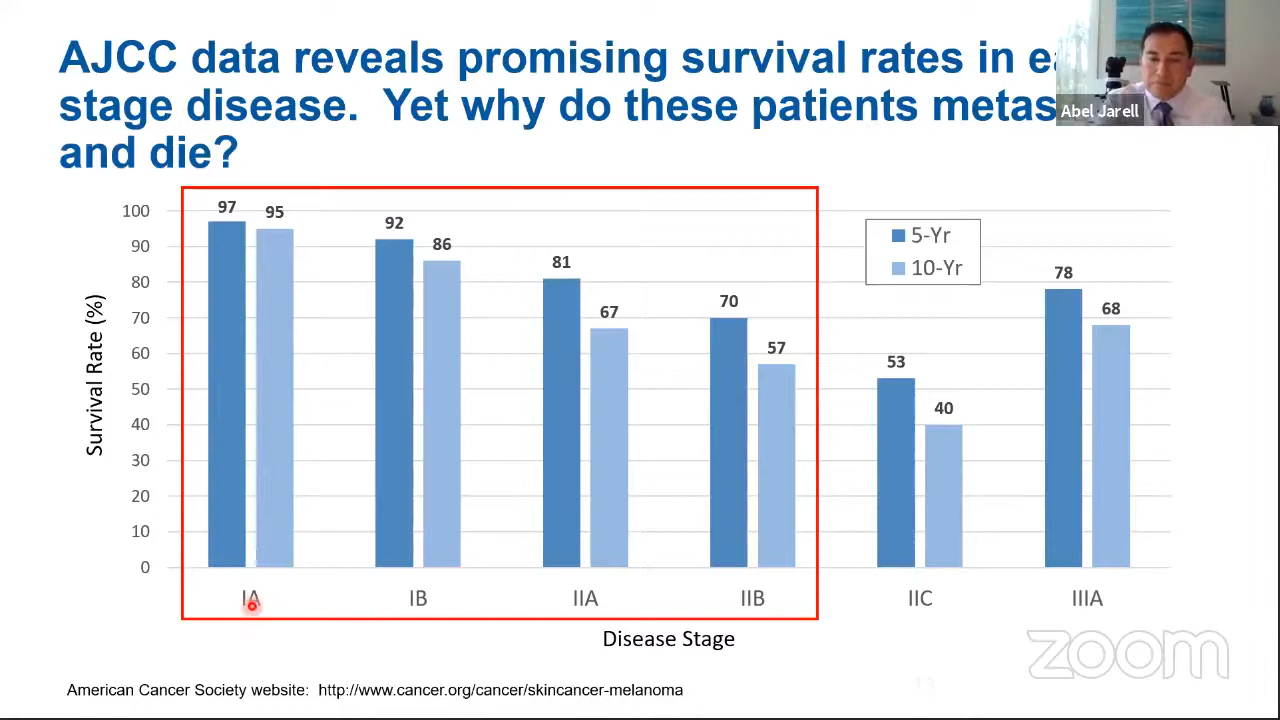 AJCC data reveals promising survival rates in ea
stage disease.  Yet why do these patients metas
and die?
Abel Jarell
97
95
92
86
81
67
70
57
53
40
78
68
5-Yr
10-Yr
100
90
80
70
60
50
40
30
20
10
0
Survival Rate (%)
IA
IB
IIA
IIB
IIC
IIIA
Disease Stage
zoom
American Cancer Society website:  http://www.cancer.org/cancer/skincancer-melanoma